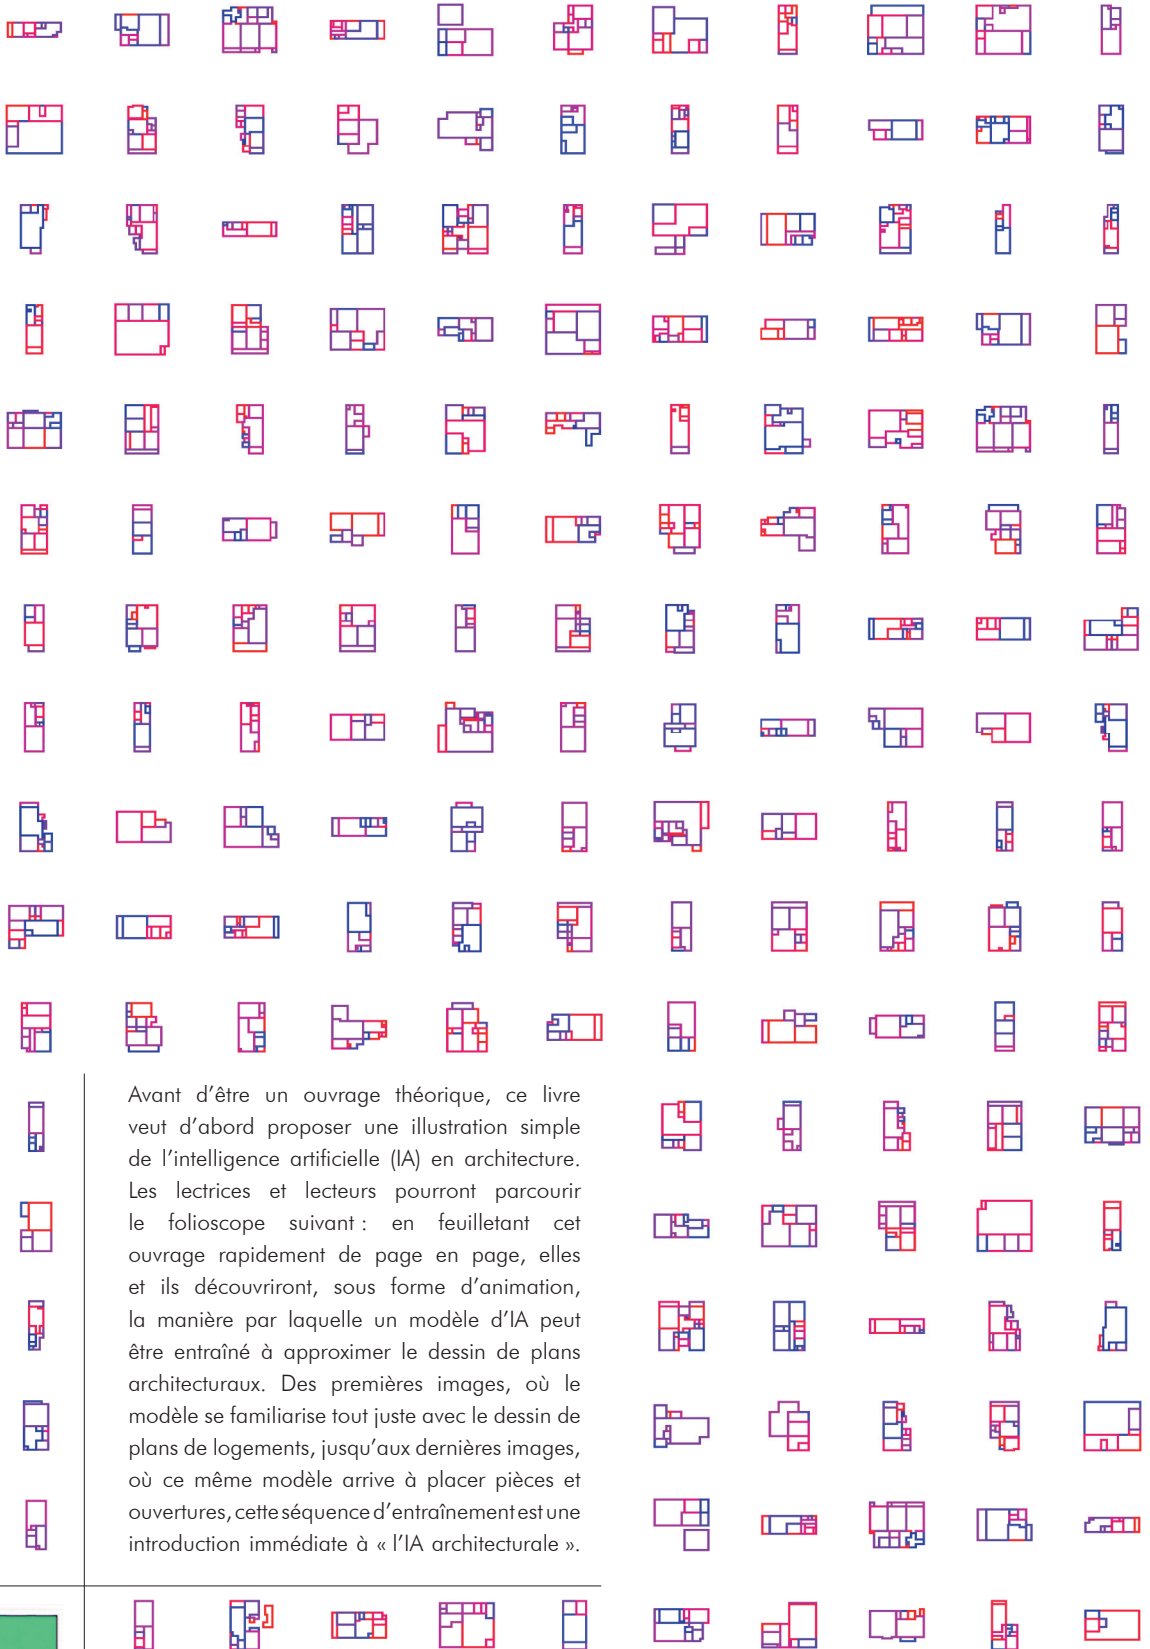 Avant d’être un ouvrage théorique, ce livre
veut d’abord proposer une illustration simple
de l’intelligence artificielle (IA) en architecture.
Les lectrices et lecteurs pourront parcourir
le folioscope suivant : en feuilletant cet
ouvrage rapidement de page en page, elles
et ils découvriront, sous forme d’animation,
la manière par laquelle un modèle d’IA peut
être entraîné à approximer le dessin de plans
architecturaux. Des premières images, où le
modèle se familiarise tout juste avec le dessin de
plans de logements, jusqu’aux dernières images,
où ce même modèle arrive à placer pièces et
ouvertures, cette séquence d’entraînement est une
introduction immédiate à « l’IA architecturale ».